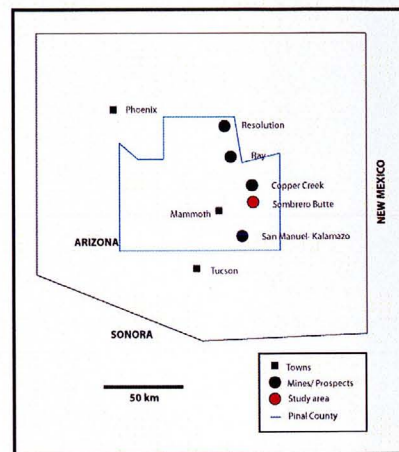 Phoenix
Resolution
Ray
Copper Creek
Sombrero Butte
Mammoth
NEW MEXICO
ARIZONA
San Manuel- Kalamazo
Tucson
SONORA
Towns
Mines/ Prospects
Study area
Pinal County
50 km